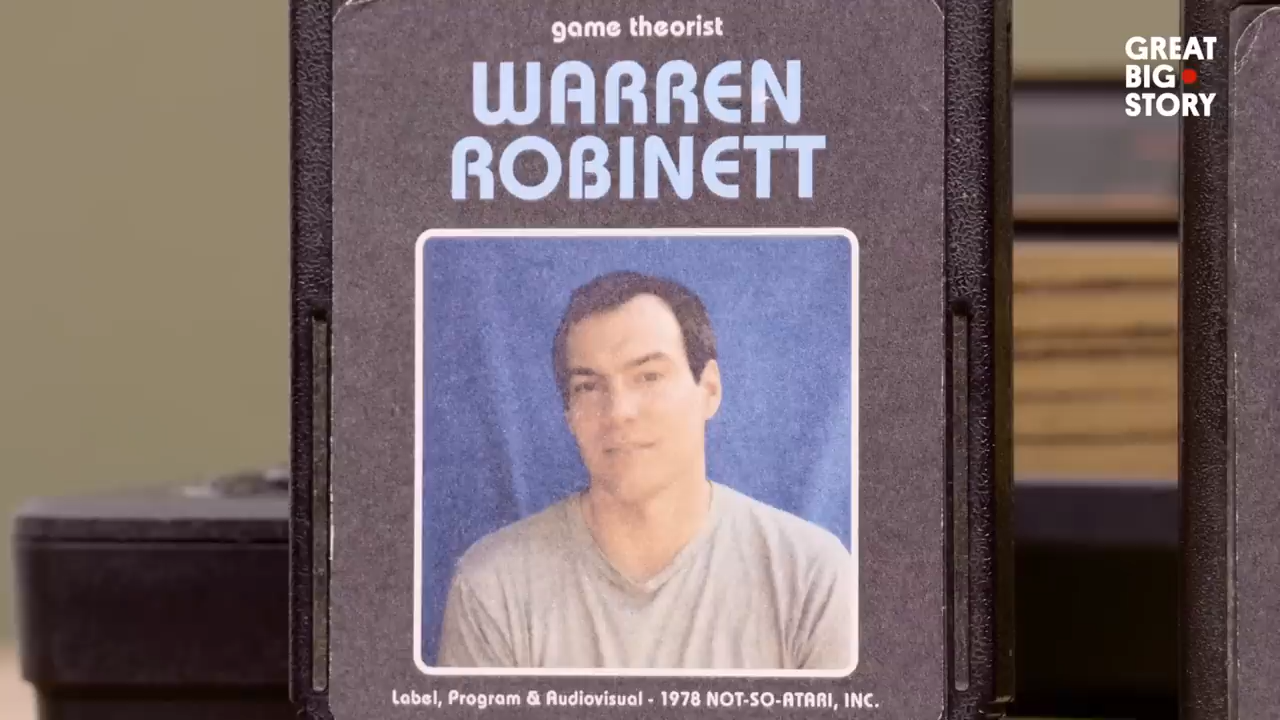 game theorist
WARREN
ROBINETT
GREAT
BIG
STORY
Label, Program & Audiovisual - 1978 NOT-SO-ATARI, INC.